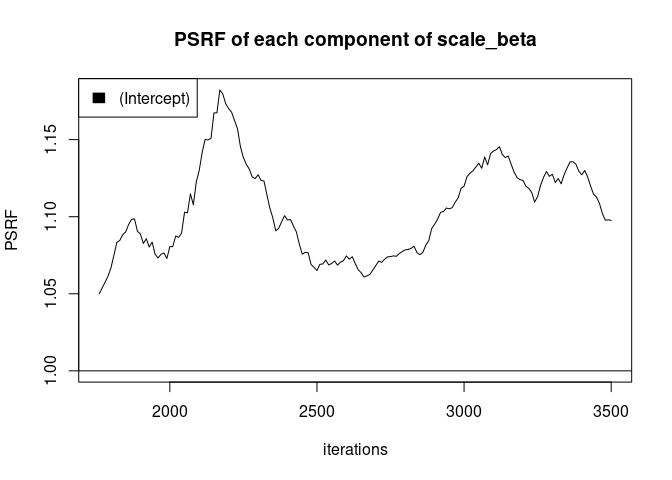 PSRF of each component of scale_beta
(Intercept)
PSRF
1.15
1.10
1.05
1.00
2000 2500 3000 3500
iterations